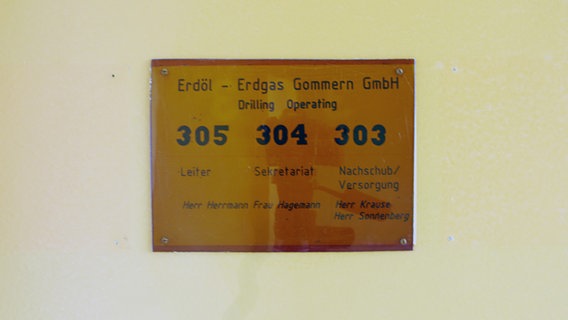 Erdöl - Erdgas Gommern GmbH
Drilling Operating
305 304 303
Leiter Sekretariat Nachschub/
Versorgung
Herr Herrmann Frau Hagemann Herr Krause
Herr Sonnenberg